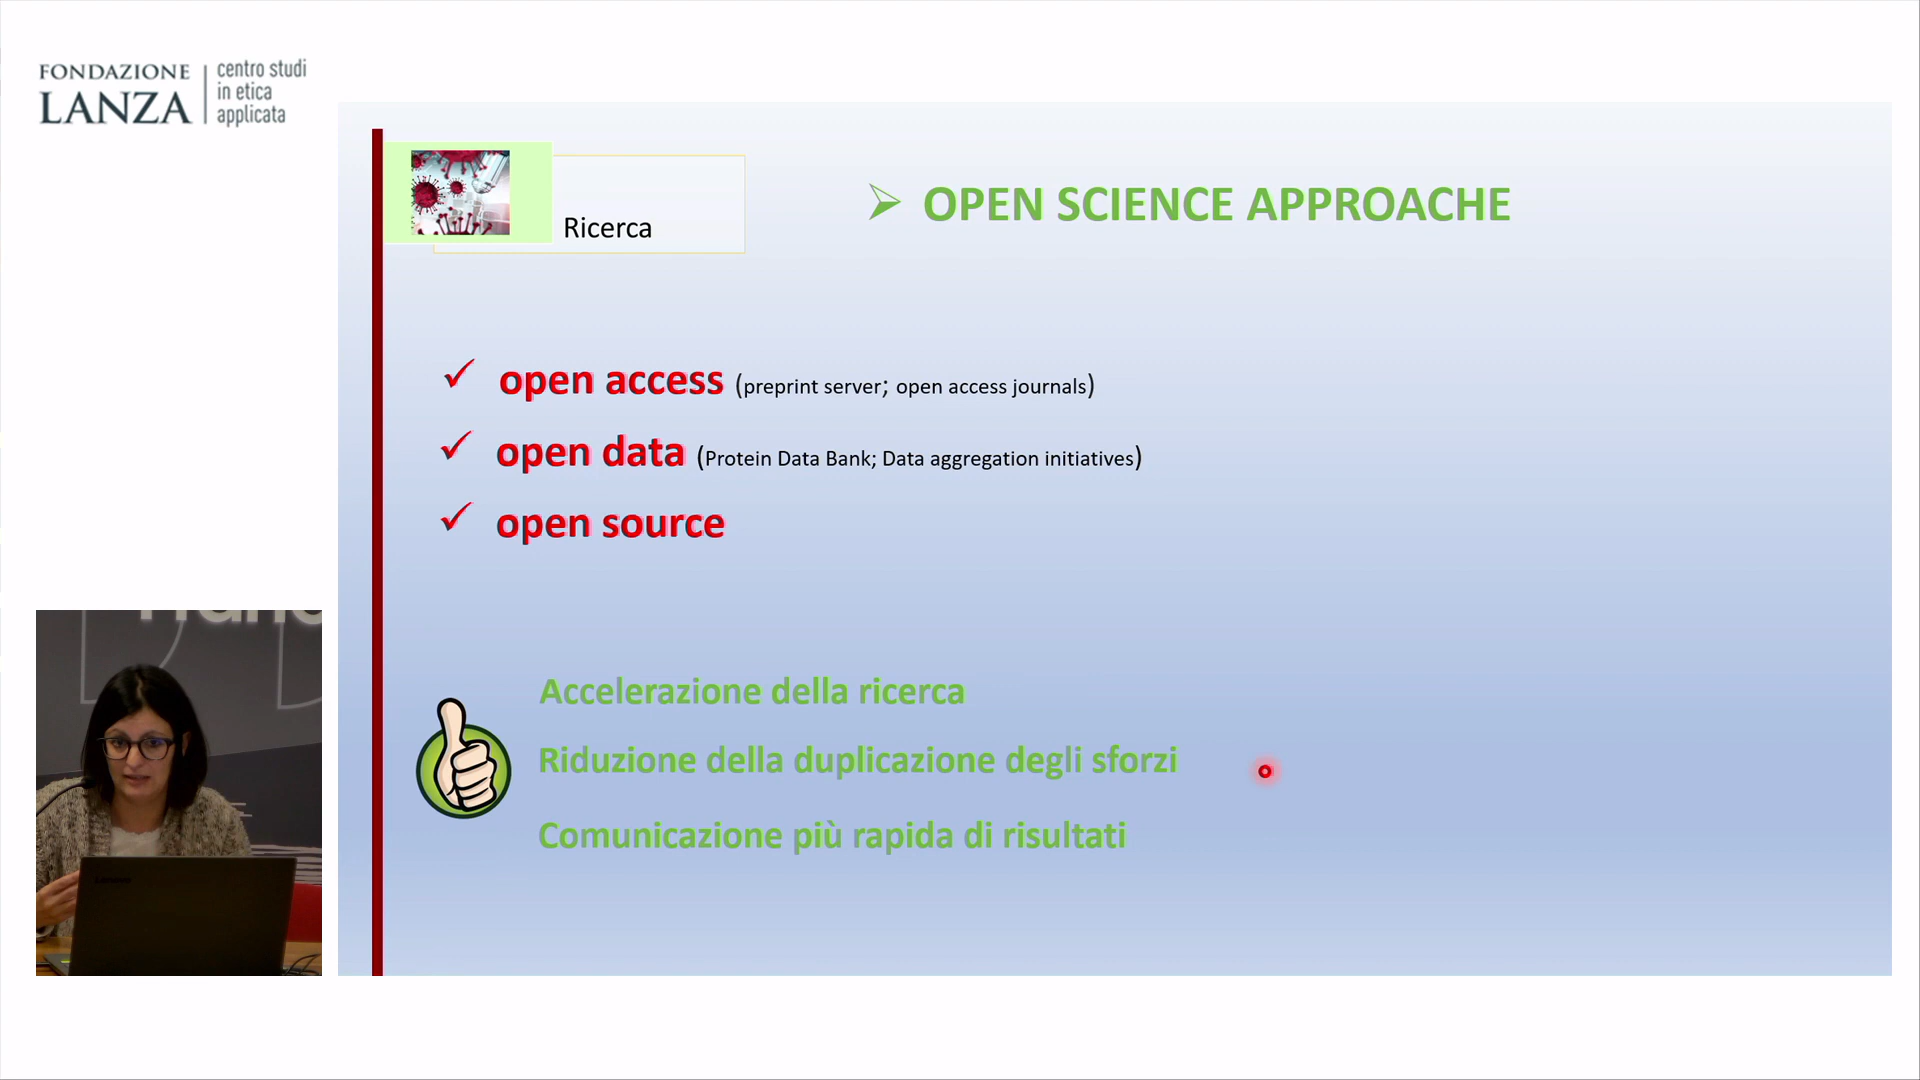 FONDAZIONE
LANZA
centro studi
in etica
applicata
Ricerca
OPEN SCIENCE APPROACHE
open access (preprint server; open access journals)
open data (Protein Data Bank; Data aggregation initiatives)
open source
Accelerazione della ricerca
Riduzione della duplicazione degli sforzi
Comunicazione più rapida di risultati
Lenovo